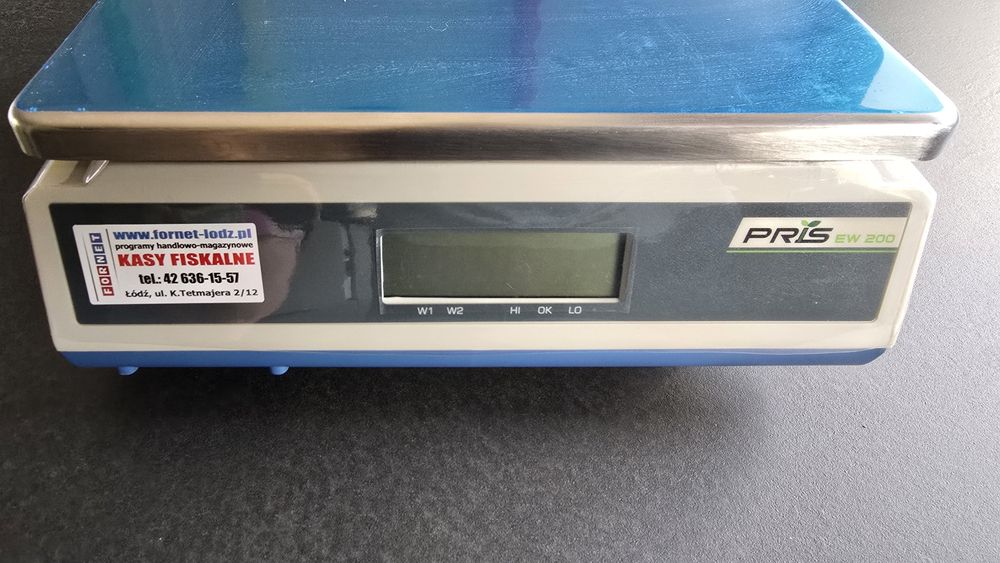 FORNET
www.fornet-lodz.pl
programy handlowo-magazynowe
KASY FISKALNE
tel.: 42 636-15-57
Łódź, ul. K.Tetmajera 2/12
W1 W2 HI OK LO
PRIS EW 200